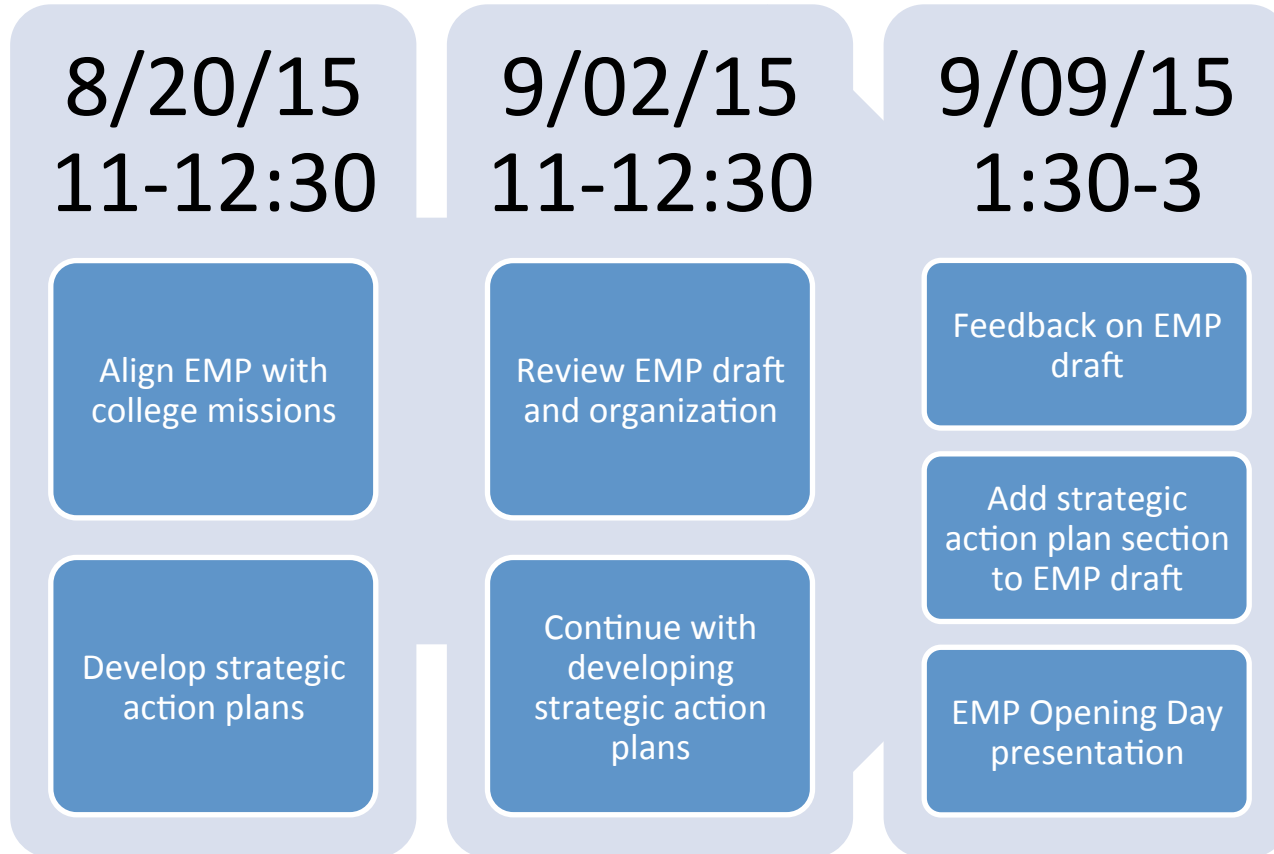 8/20/15
11-12:30
Align EMP with
college missions
Develop strategic
action plans
9/02/15
11-12:30
Review EMP draft
and organization
Continue with
developing
strategic action
plans
9/09/15
1:30-3
Feedback on EMP
draft
Add strategic
action plan section
to EMP draft
EMP Opening Day
presentation